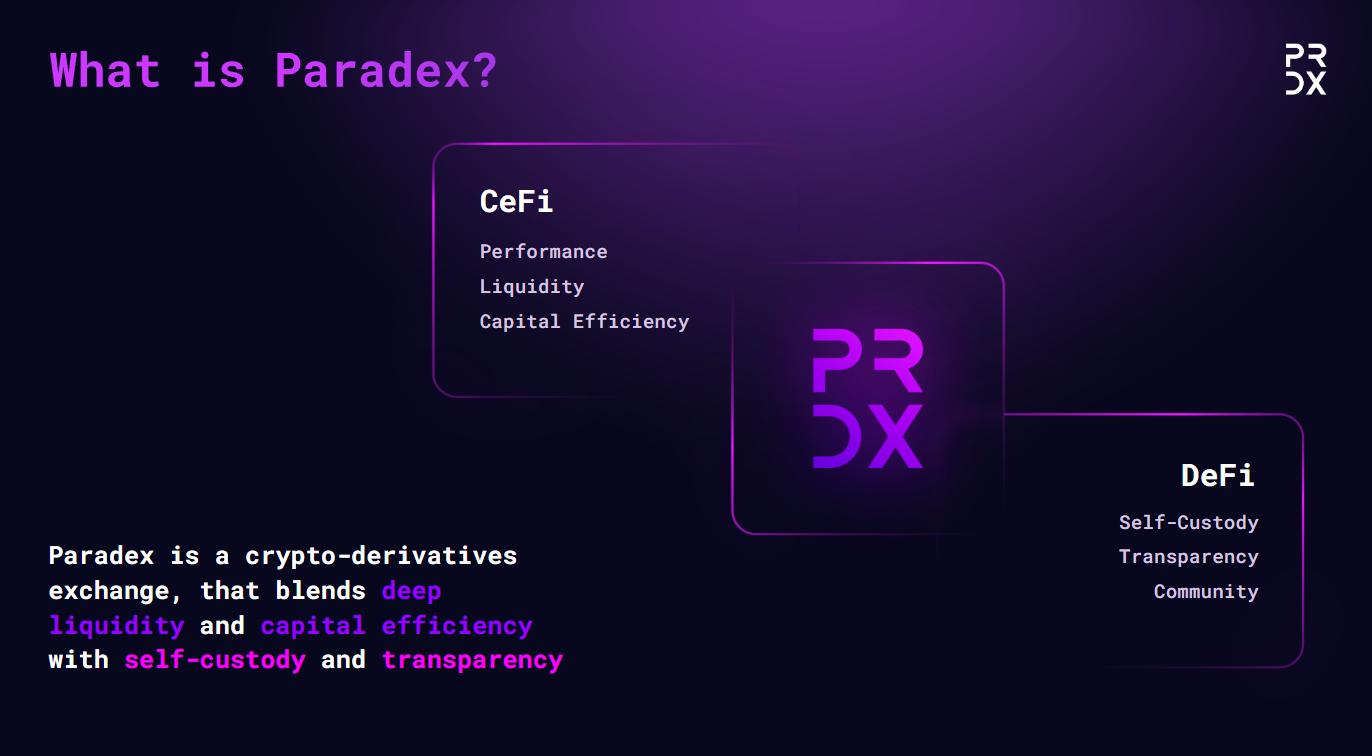 What is Paradex?
PR
DX
CeFi
Performance
Liquidity
Capital Efficiency
PR
DX
DeFi
Self-Custody
Transparency
Community
Paradex is a crypto-derivatives
exchange, that blends deep
liquidity and capital efficiency
with self-custody and transparency